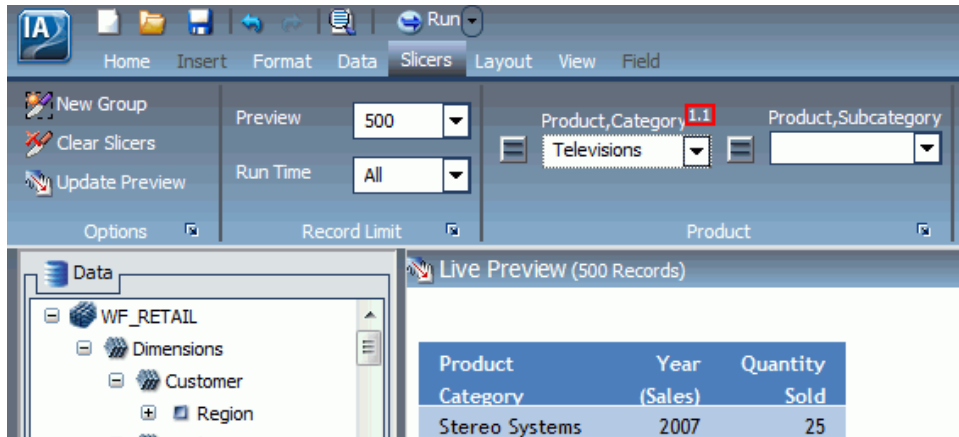 IA
Run
Home Insert Format Data Slicers Layout View Field
New Group
Clear Slicers
Update Preview
Options
Preview 500
Run Time All
Record Limit
Product,Category 1.1 Product,Subcategory
Televisions
Product
Data
WF_RETAIL
Dimensions
Customer
Region
Live Preview (500 Records)
Product Year Quantity
Category (Sales) Sold
Stereo Systems 2007 25